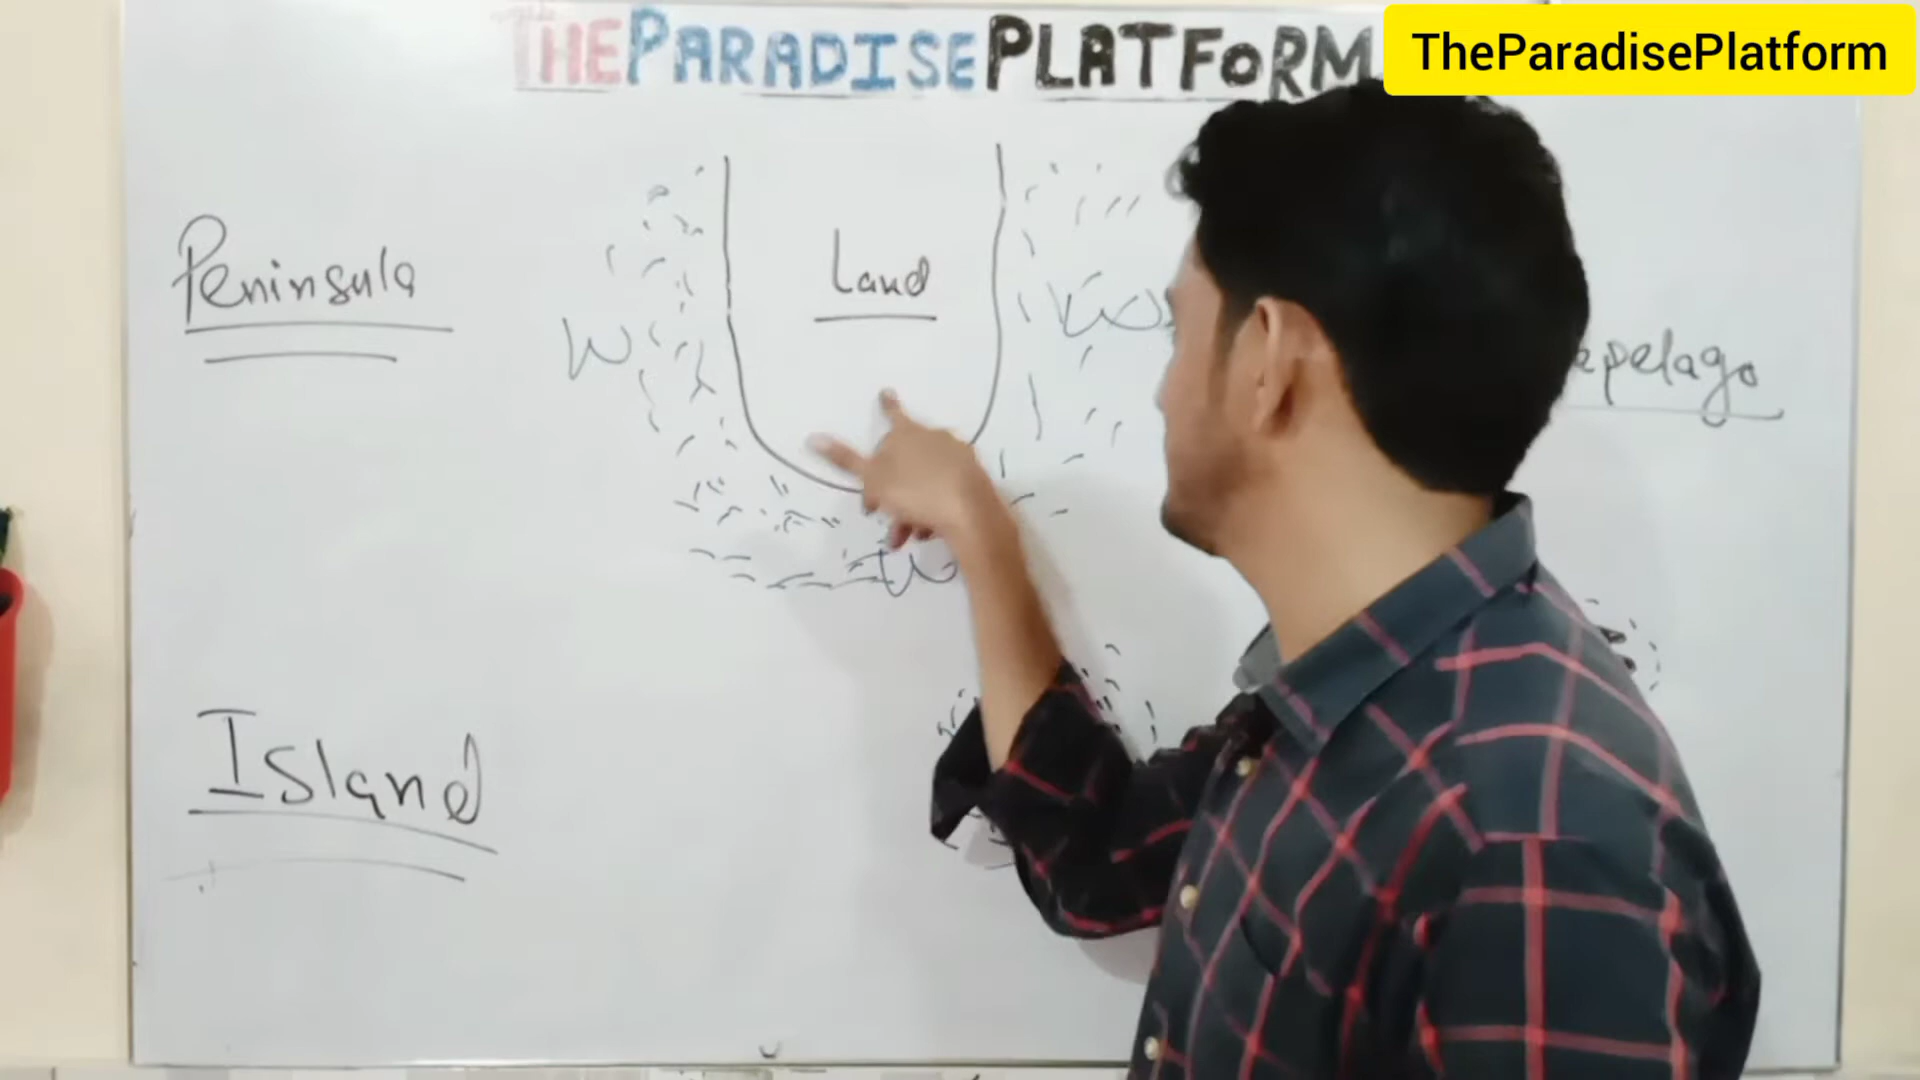 THEPARADISEPLATFORM
TheParadisePlatform
Peninsula
Land
W
W
Island